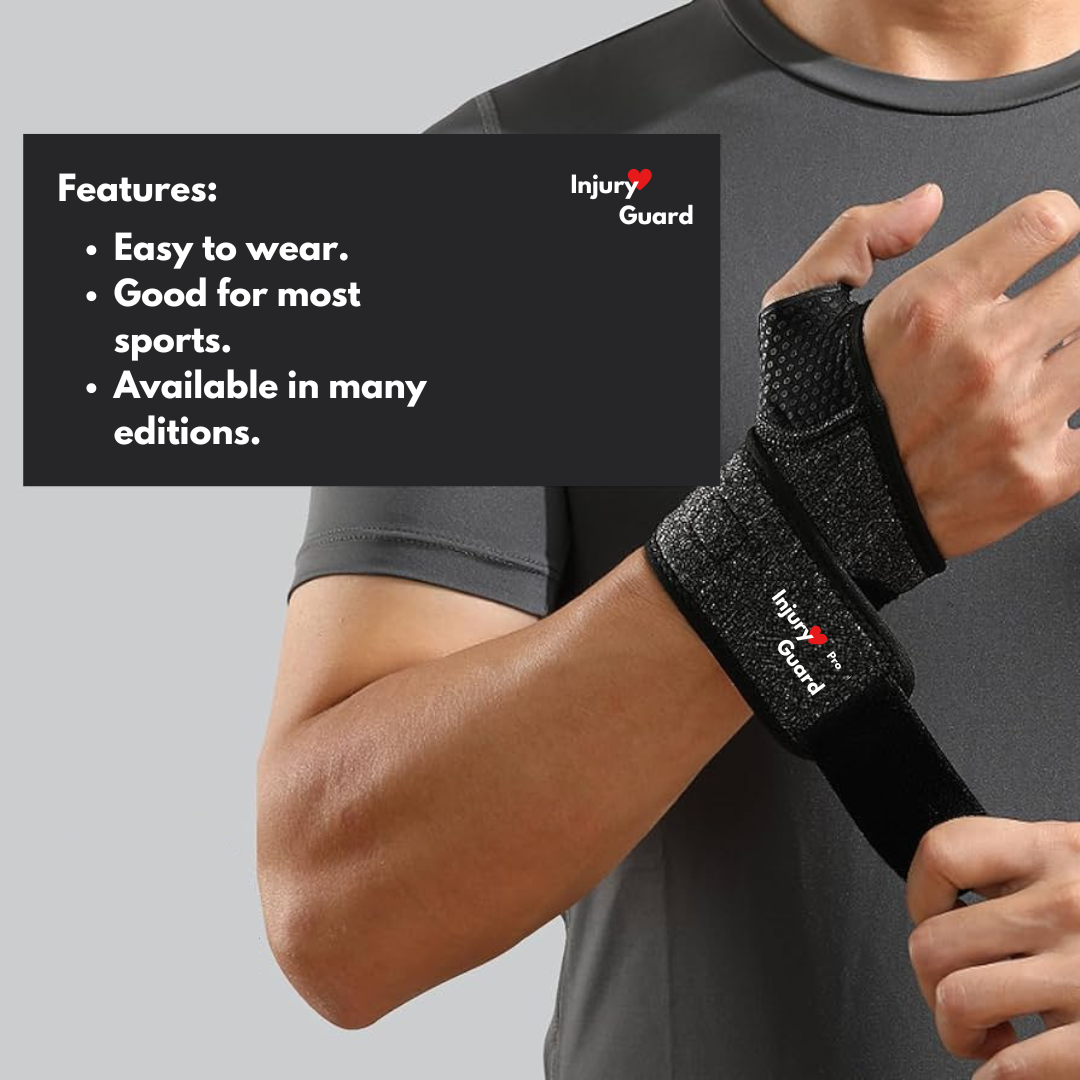 Features:
Injury
Guard
• Easy to wear.
• Good for most
sports.
• Available in many
editions.
Injury
Guard
Pro